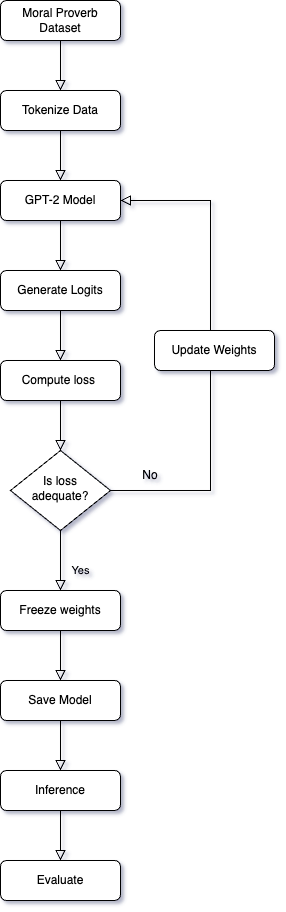 Moral Proverb
Dataset
Tokenize Data
GPT-2 Model
Generate Logits
Update Weights
Compute loss
Is loss
adequate?
No
Yes
Freeze weights
Save Model
Inference
Evaluate